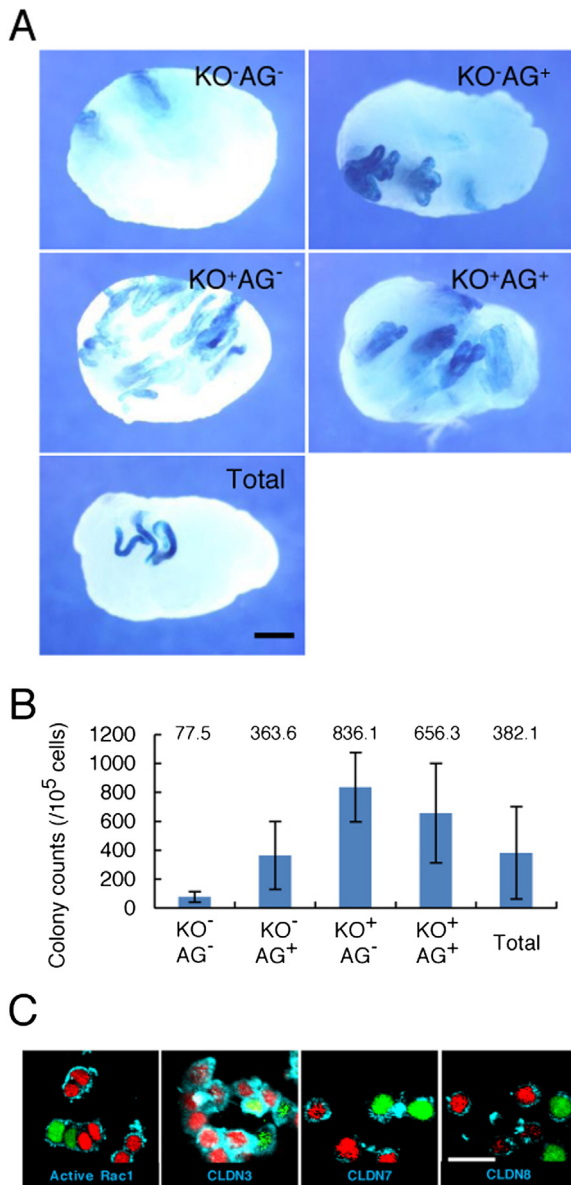 A
KO⁻AG⁻
KO⁻AG⁺
KO⁺AG⁻
KO⁺AG⁺
Total
B
77.5 363.6 836.1 656.3 382.1
Colony counts (/10⁵ cells)
1200
1000
800
600
400
200
0
KO⁻ KO⁻ KO⁺ KO⁺ Total
AG⁻ AG⁺ AG⁻ AG⁺
C
Active Rac1 CLDN3 CLDN7 CLDN8